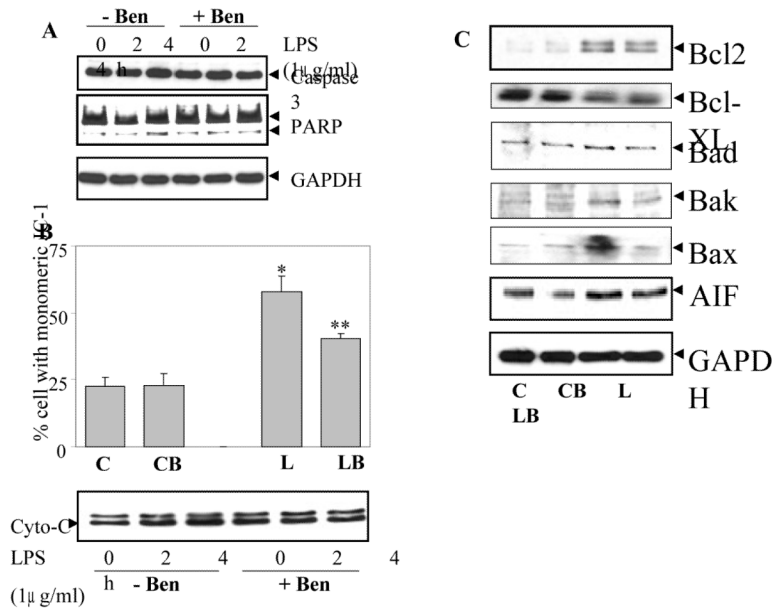 A
- Ben + Ben
0 2 4 0 2 LPS
4 h (1µ g/ml)
Caspase
3
PARP
GAPDH
B
% cell with monomeric JC-1
75
50
25
0
* **
C CB L LB
Cyto-C
LPS 0 2 4 0 2 4
(1µ g/ml) h - Ben + Ben
C
Bcl2
Bcl-
XL
Bad
Bak
Bax
AIF
GAPD
H
C CB L
LB